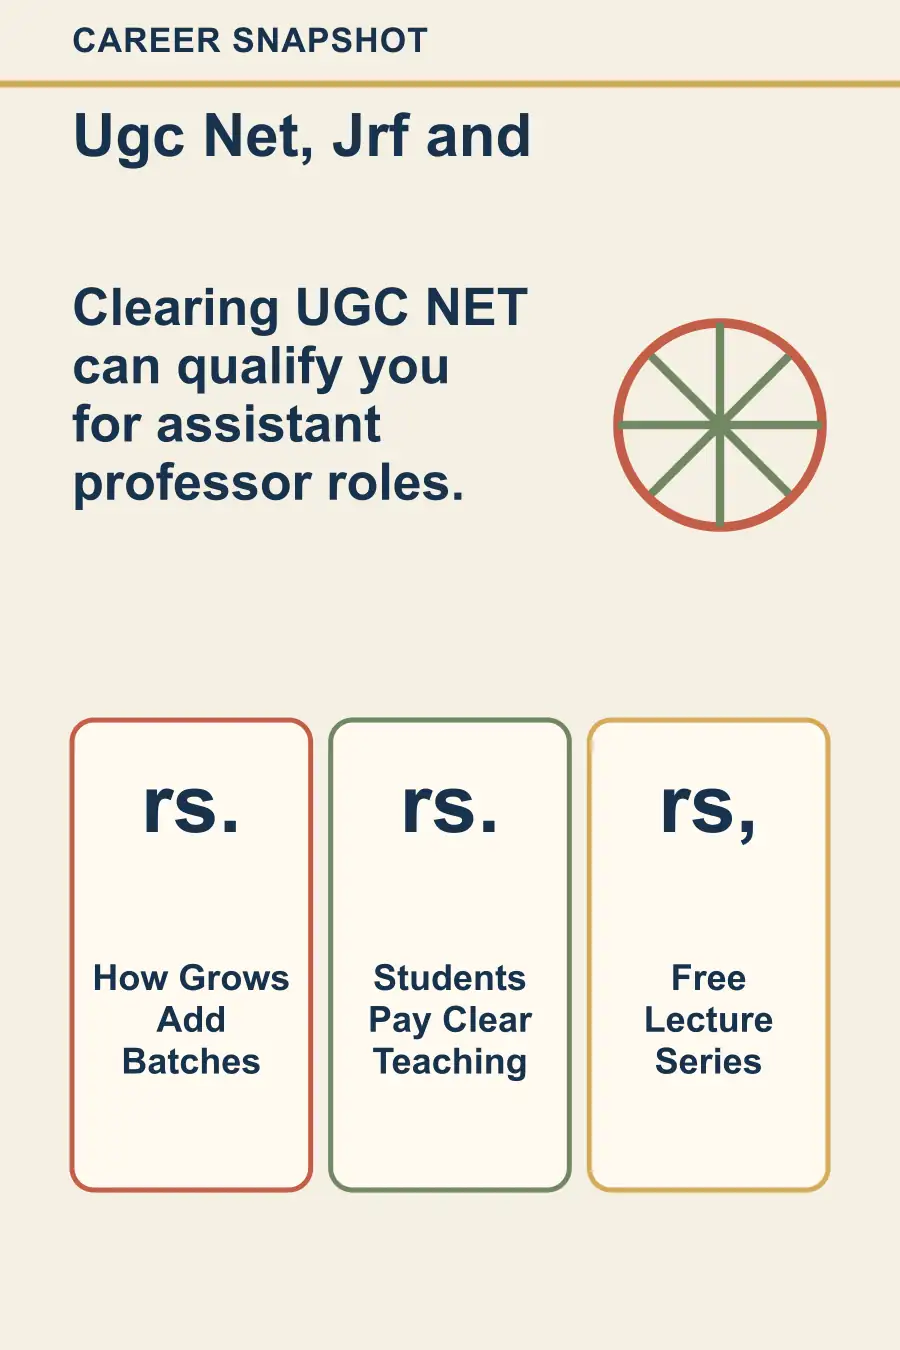 CAREER SNAPSHOT
Ugc Net, Jrf and
Clearing UGC NET
can qualify you
for assistant
professor roles.
rs.
How Grows
Add
Batches
rs.
Students
Pay Clear
Teaching
rs,
Free
Lecture
Series